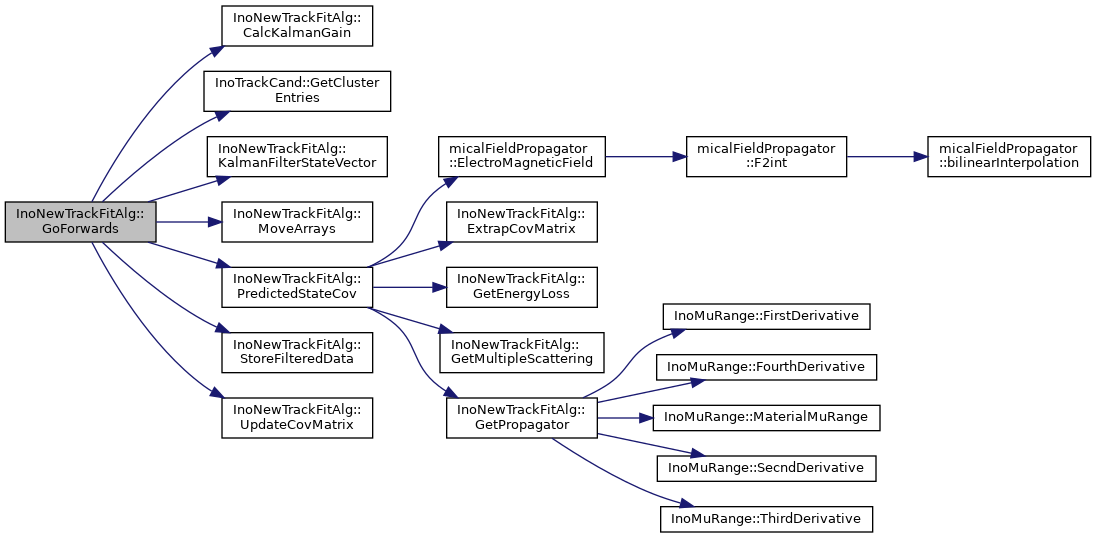 InoNewTrackFitAlg::
GoForwards
InoNewTrackFitAlg::
CalcKalmanGain
InoTrackCand::GetCluster
Entries
InoNewTrackFitAlg::
KalmanFilterStateVector
InoNewTrackFitAlg::
MoveArrays
InoNewTrackFitAlg::
PredictedStateCov
InoNewTrackFitAlg::
StoreFilteredData
InoNewTrackFitAlg::
UpdateCovMatrix
micalFieldPropagator
::ElectroMagneticField
InoNewTrackFitAlg::
ExtrapCovMatrix
InoNewTrackFitAlg::
GetEnergyLoss
InoNewTrackFitAlg::
GetMultipleScattering
InoNewTrackFitAlg::
GetPropagator
micalFieldPropagator
::F2int
micalFieldPropagator
::bilinearInterpolation
InoMuRange::FirstDerivative
InoMuRange::FourthDerivative
InoMuRange::MaterialMuRange
InoMuRange::SecndDerivative
InoMuRange::ThirdDerivative